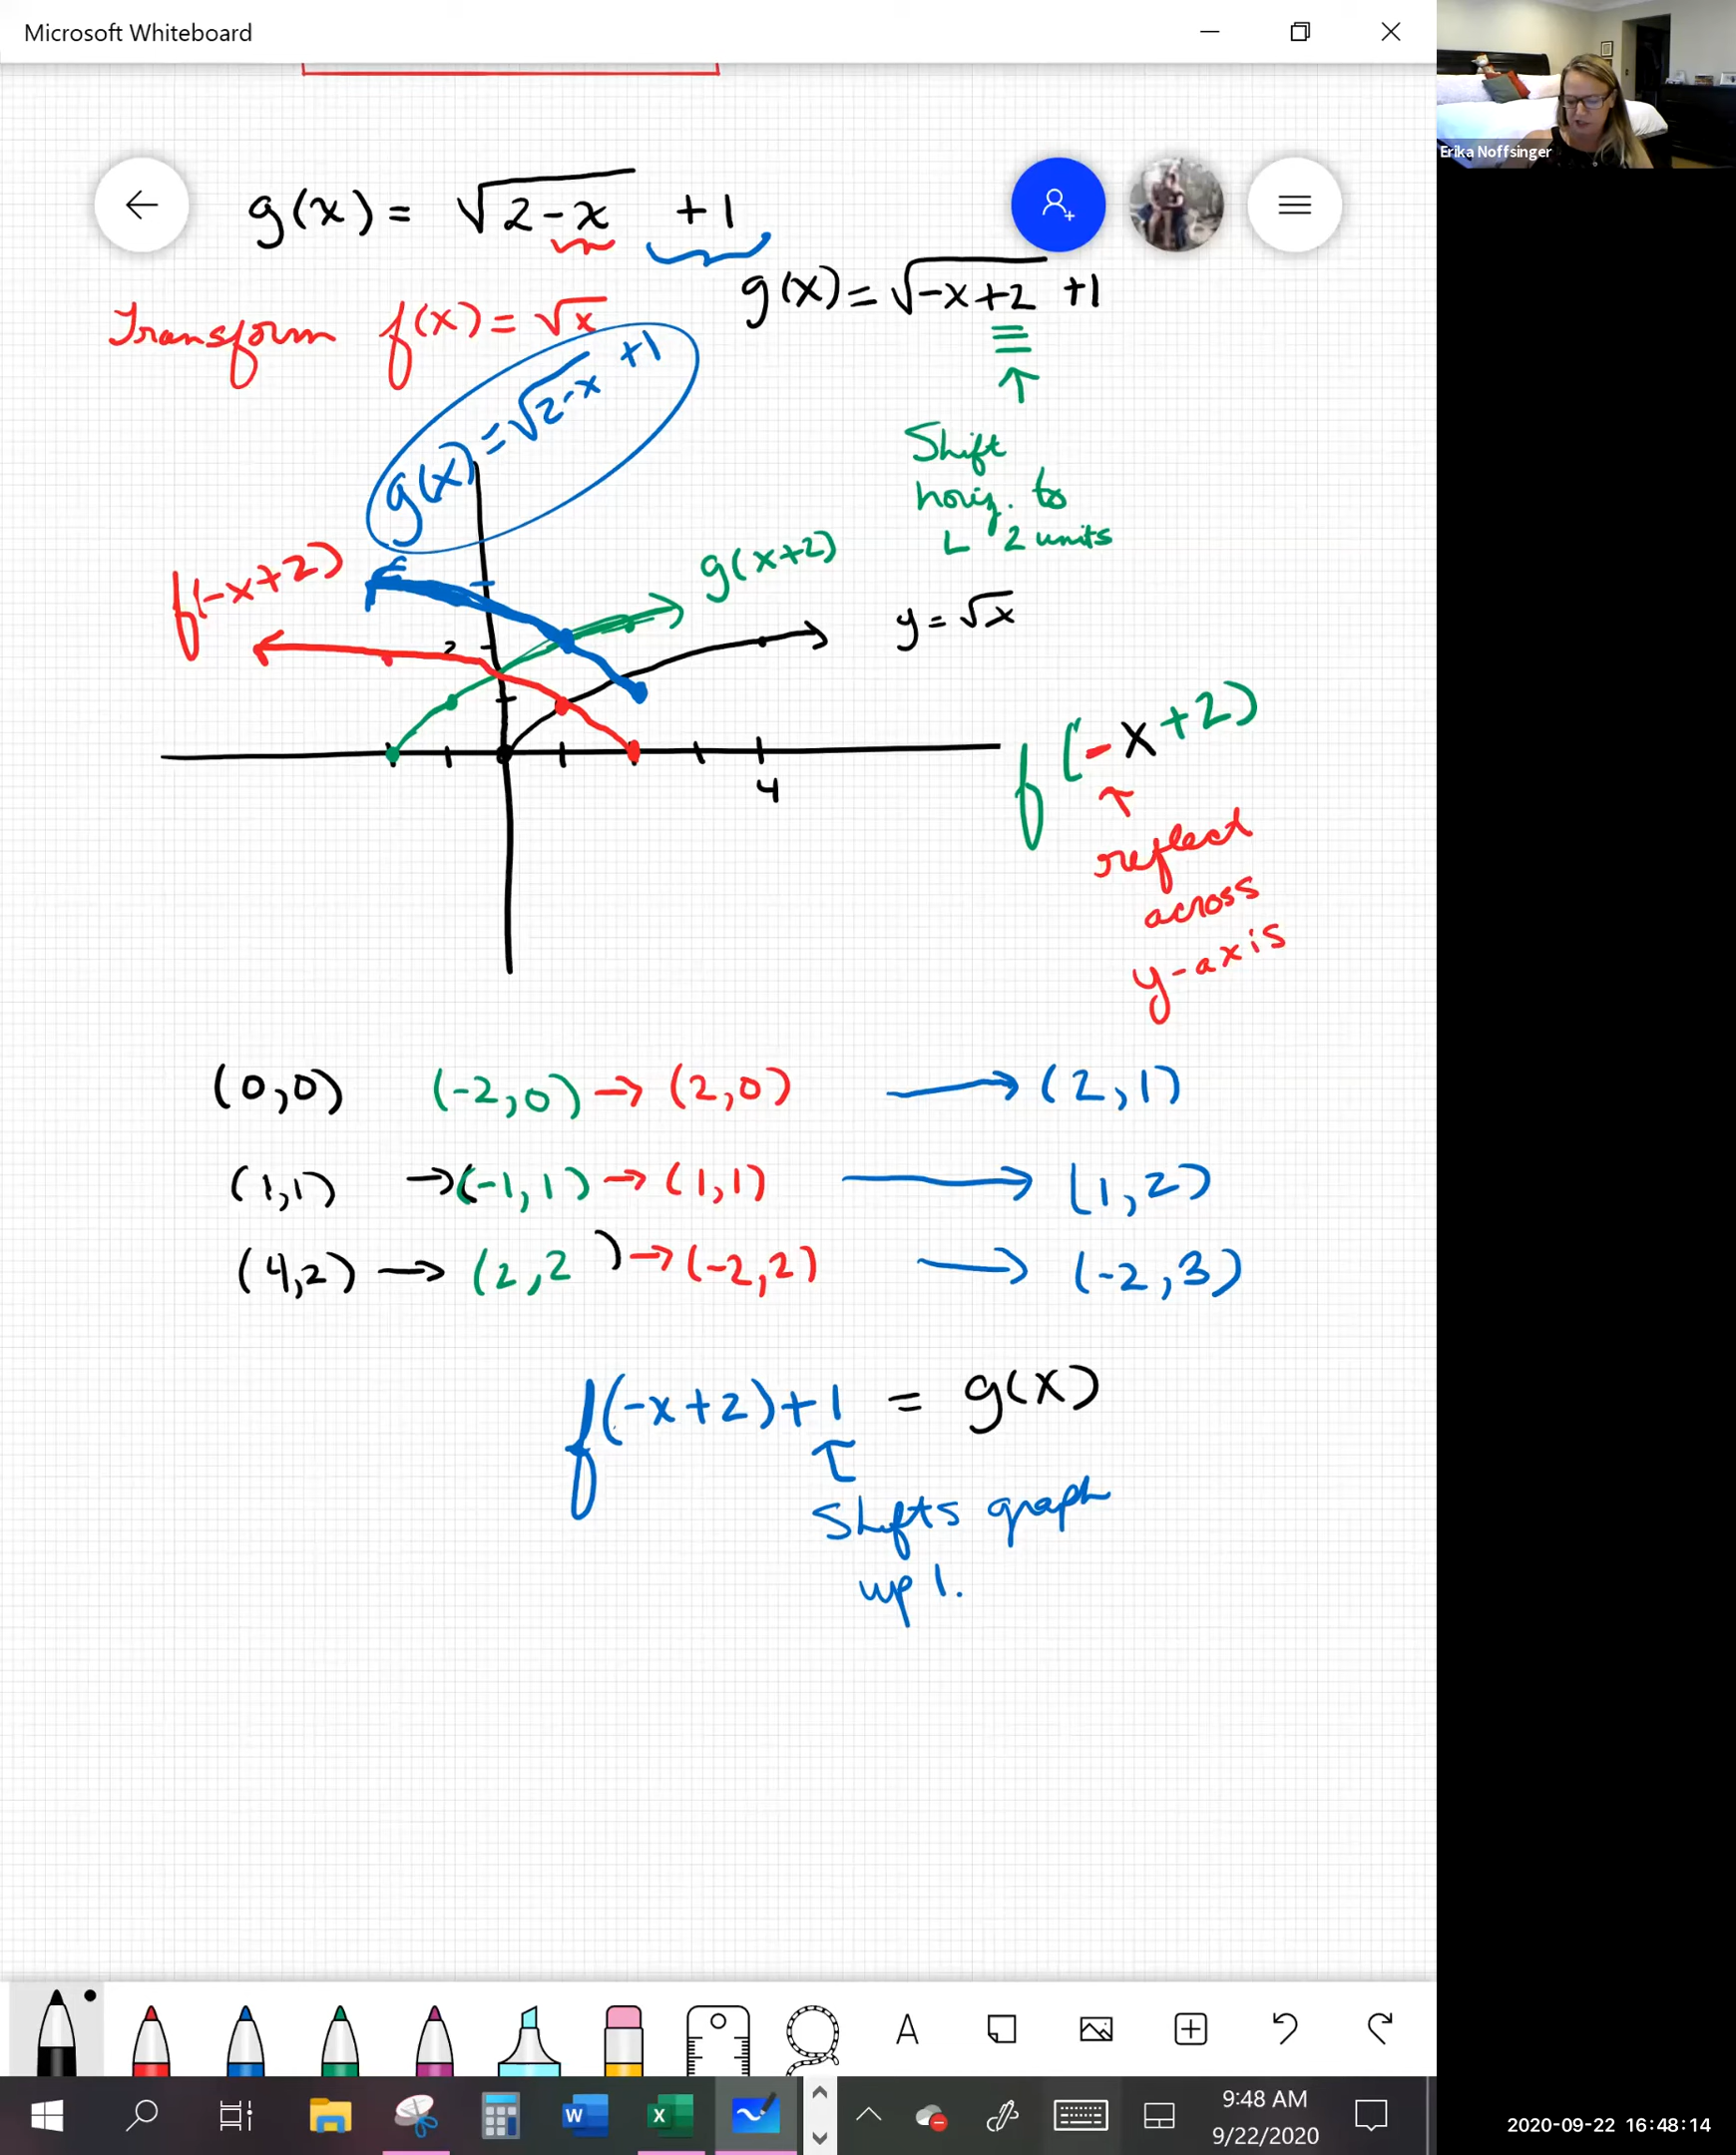 Microsoft Whiteboard
Erika Noffsinger
g(x) = √2-x +1
g(x) = √-x+2 +1
Transform f(x) = √x
g(x) = √2-x +1
↑
Shift
horiz. to
L 2 units
f(-x+2)
g(x+2)
y = √x
2
4
f(-x+2)
↑
reflect
across
y-axis
(0,0) (-2,0) → (2,0) → (2,1)
(1,1) → (-1,1) → (1,1) → (1,2)
(4,2) → (2,2) → (-2,2) → (-2,3)
f(-x+2)+1 = g(x)
Shifts graph
up 1.
9:48 AM
9/22/2020
2020-09-22 16:48:14